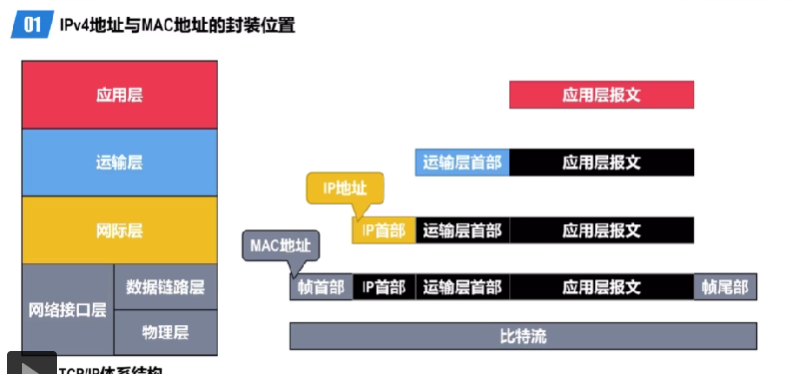 01 IPv4地址与MAC地址的封装位置
应用层
应用层报文
运输层
运输层首部 应用层报文
IP地址
网际层
IP首部 运输层首部 应用层报文
MAC地址
网络接口层
数据链路层
帧首部 IP首部 运输层首部 应用层报文 帧尾部
物理层
比特流
TCP/IP体系结构